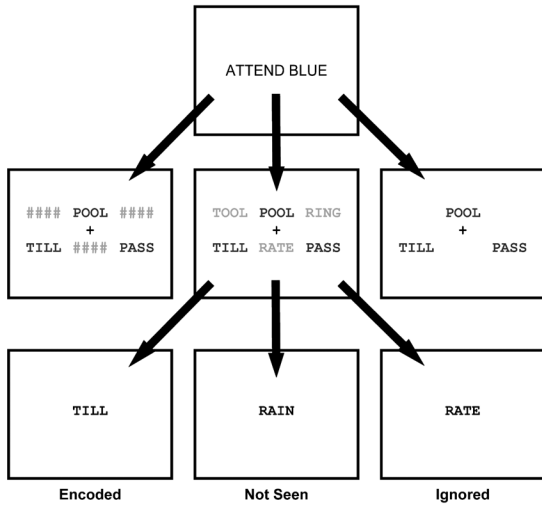 ATTEND BLUE
#### POOL ####
+
TILL #### PASS
TOOL POOL RING
+
TILL RATE PASS
POOL
+
TILL PASS
TILL
RAIN
RATE
Encoded
Not Seen
Ignored